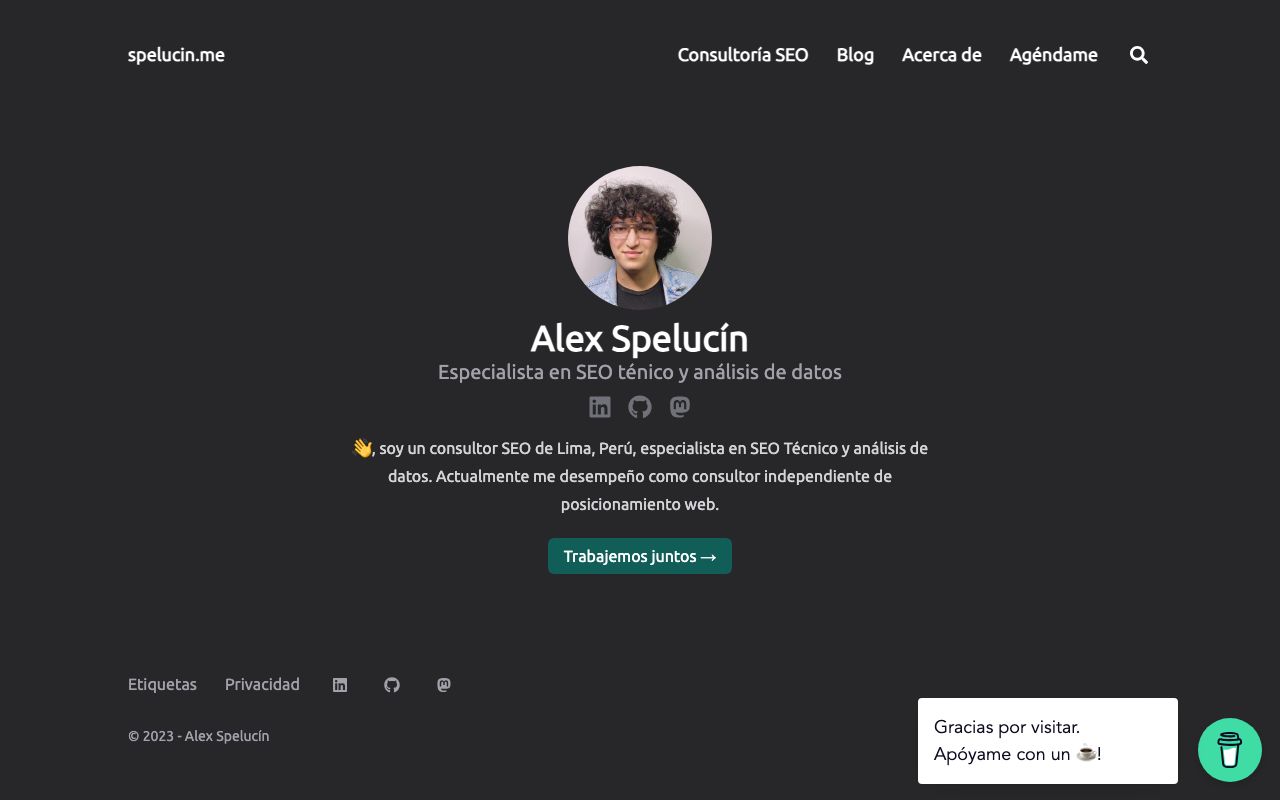 spelucin.me
Consultoría SEO Blog Acerca de Agéndame
Alex Spelucín
Especialista en SEO ténico y análisis de datos
👋, soy un consultor SEO de Lima, Perú, especialista en SEO Técnico y análisis de
datos. Actualmente me desempeño como consultor independiente de
posicionamiento web.
Trabajemos juntos →
Etiquetas Privacidad
© 2023 - Alex Spelucín
Gracias por visitar.
Apóyame con un ☕!